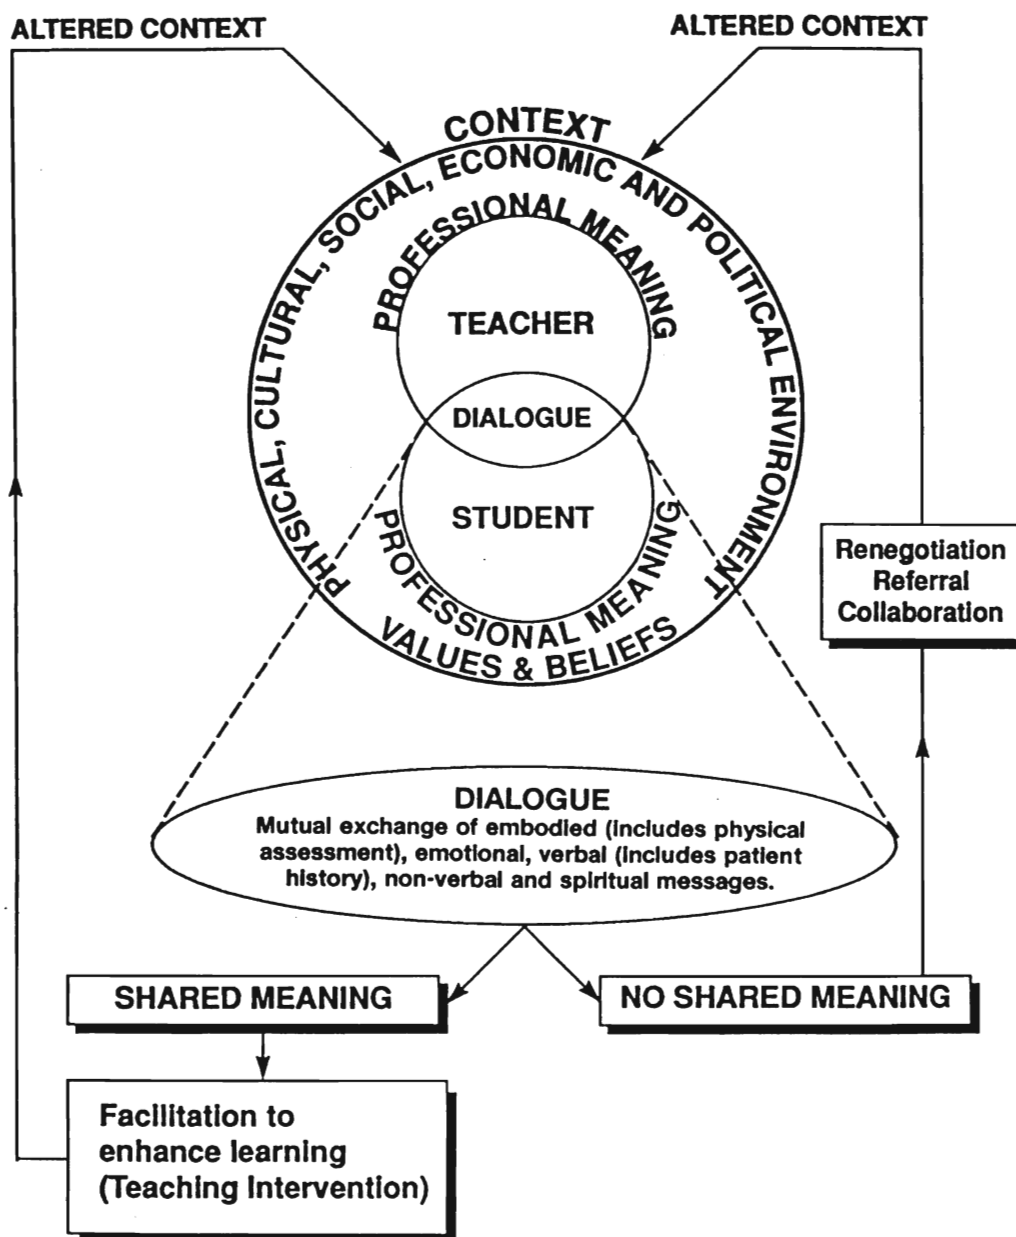 ALTERED CONTEXT
ALTERED CONTEXT
CONTEXT
PHYSICAL, CULTURAL, SOCIAL, ECONOMIC AND POLITICAL ENVIRONMENT
PROFESSIONAL MEANING
TEACHER
DIALOGUE
STUDENT
PROFESSIONAL MEANING
VALUES & BELIEFS
Renegotiation
Referral
Collaboration
DIALOGUE
Mutual exchange of embodied (includes physical
assessment), emotional, verbal (includes patient
history), non-verbal and spiritual messages.
SHARED MEANING
NO SHARED MEANING
Facilitation to
enhance learning
(Teaching Intervention)